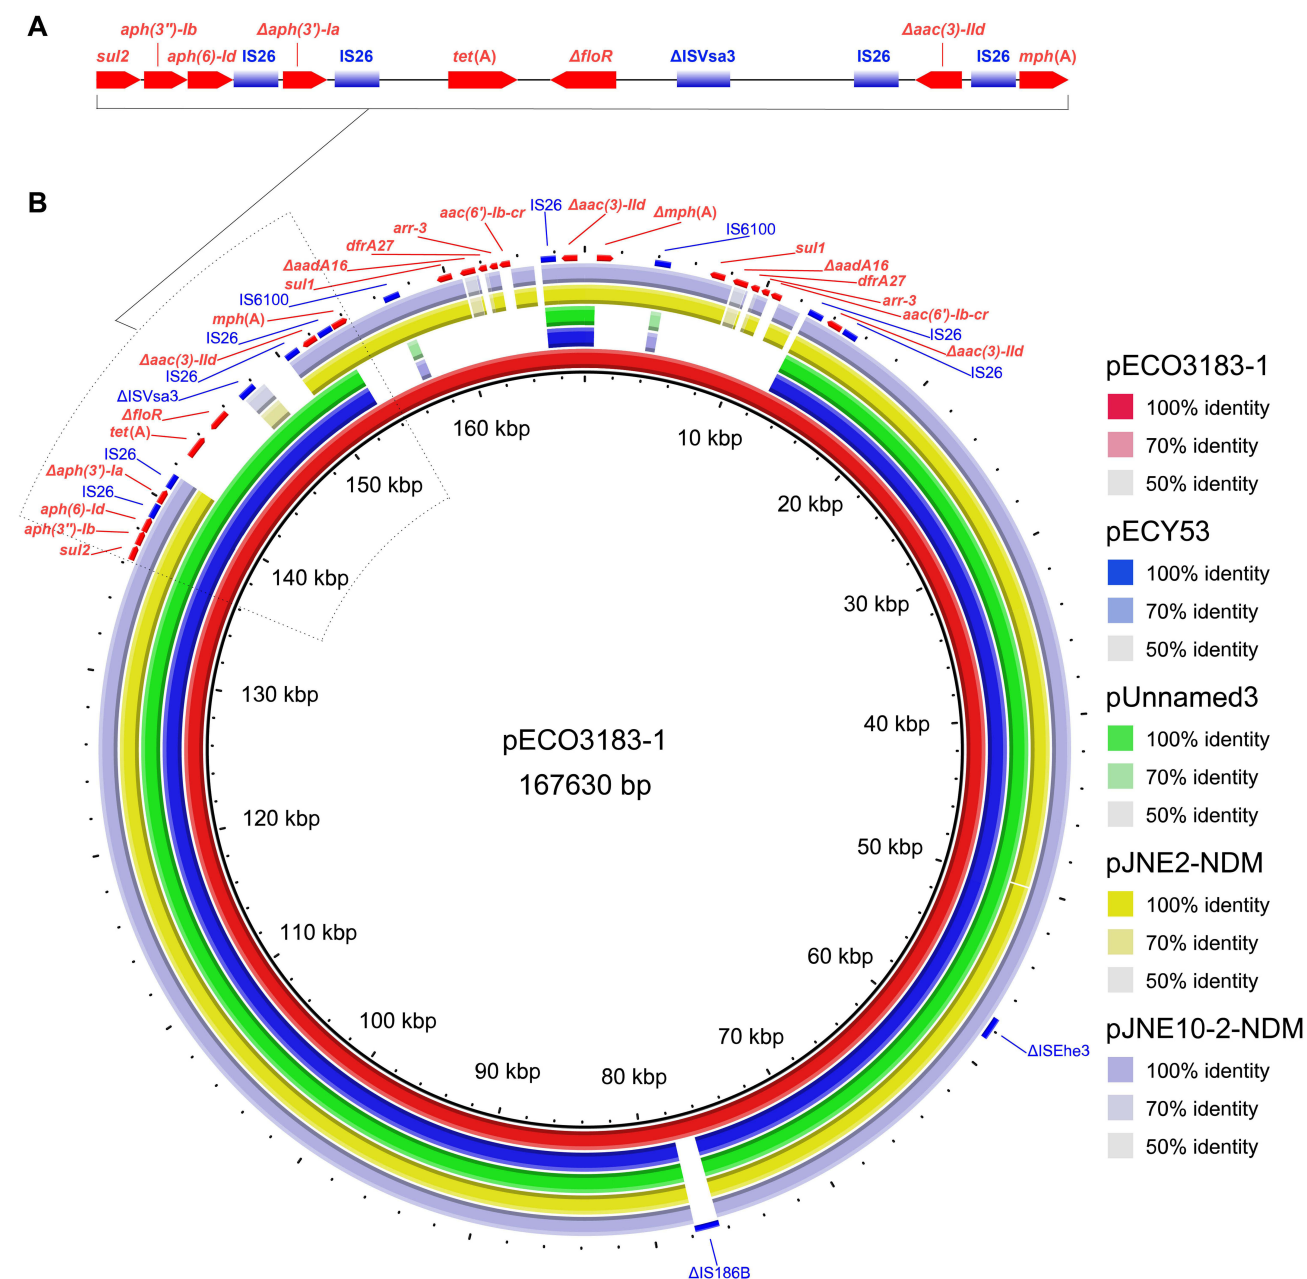 A
aph(3'')-Ib
Δaph(3')-Ia
Δaac(3)-IId
sul2
aph(6)-Id
IS26
IS26
tet(A)
ΔfloR
ΔISVsa3
IS26
IS26
mph(A)
B
aac(6')-Ib-cr
IS26
Δaac(3)-IId
Δmph(A)
arr-3
IS6100
dfrA27
sul1
ΔaadA16
ΔaadA16
sul1
dfrA27
IS6100
arr-3
mph(A)
aac(6')-Ib-cr
IS26
IS26
Δaac(3)-IId
Δaac(3)-IId
IS26
IS26
ΔISVsa3
ΔfloR
tet(A)
IS26
Δaph(3')-Ia
IS26
aph(6)-Id
aph(3'')-Ib
sul2
160 kbp
10 kbp
150 kbp
20 kbp
140 kbp
30 kbp
130 kbp
40 kbp
pECO3183-1
167630 bp
120 kbp
50 kbp
110 kbp
60 kbp
100 kbp
70 kbp
90 kbp
80 kbp
ΔISEhe3
ΔIS186B
pECO3183-1
100% identity
70% identity
50% identity
pECY53
100% identity
70% identity
50% identity
pUnnamed3
100% identity
70% identity
50% identity
pJNE2-NDM
100% identity
70% identity
50% identity
pJNE10-2-NDM
100% identity
70% identity
50% identity